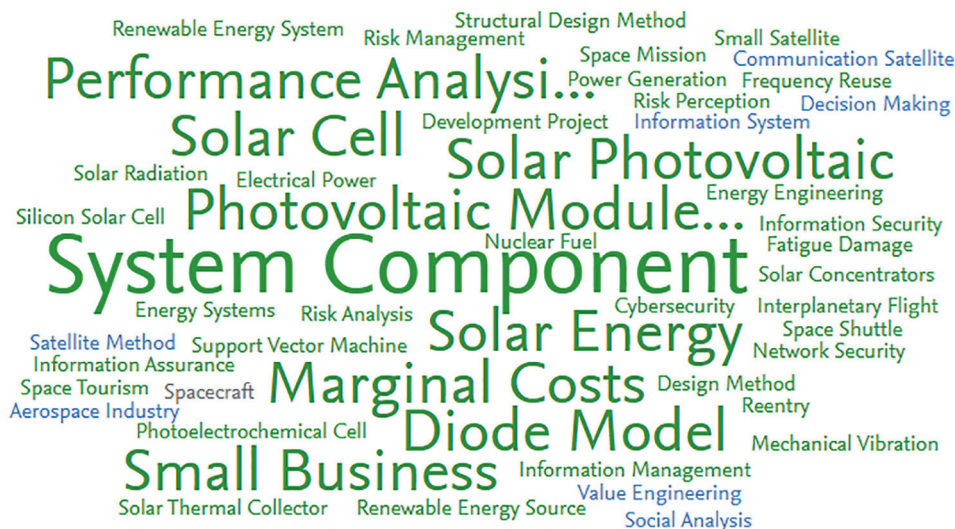 Structural Design Method
Renewable Energy System
Risk Management
Small Satellite
Space Mission
Communication Satellite
Performance Analysi...
Power Generation
Frequency Reuse
Risk Perception
Decision Making
Solar Cell
Development Project
Information System
Solar Photovoltaic
Solar Radiation
Electrical Power
Energy Engineering
Silicon Solar Cell
Photovoltaic Module...
Information Security
Nuclear Fuel
Fatigue Damage
System Component
Solar Concentrators
Energy Systems
Risk Analysis
Cybersecurity
Interplanetary Flight
Solar Energy
Space Shuttle
Satellite Method
Support Vector Machine
Network Security
Information Assurance
Space Tourism
Spacecraft
Marginal Costs
Design Method
Aerospace Industry
Reentry
Photoelectrochemical Cell
Diode Model
Mechanical Vibration
Small Business
Information Management
Value Engineering
Solar Thermal Collector
Renewable Energy Source
Social Analysis